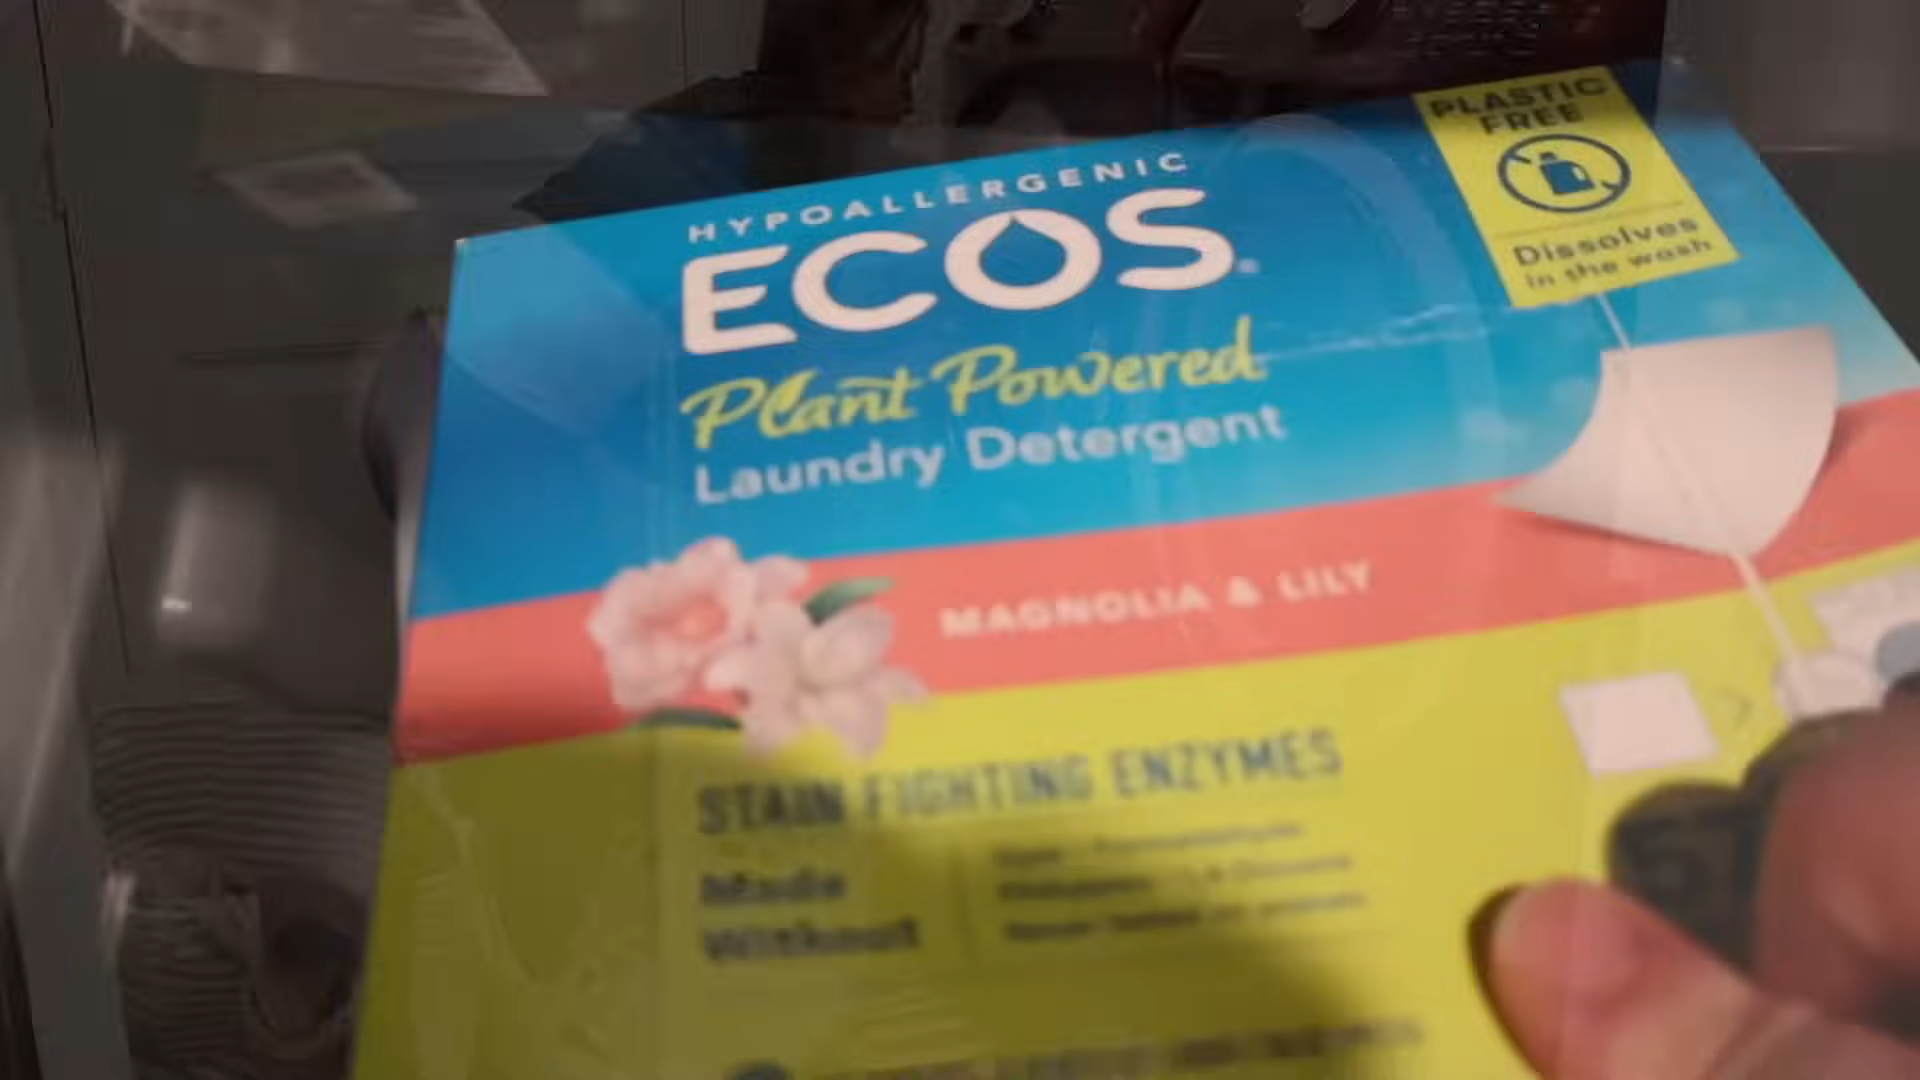 HYPOALLERGENIC
ECOS
Plant Powered
Laundry Detergent
PLASTIC
FREE
Dissolves
in the wash
MAGNOLIA & LILY
STAIN FIGHTING ENZYMES
Made
Without